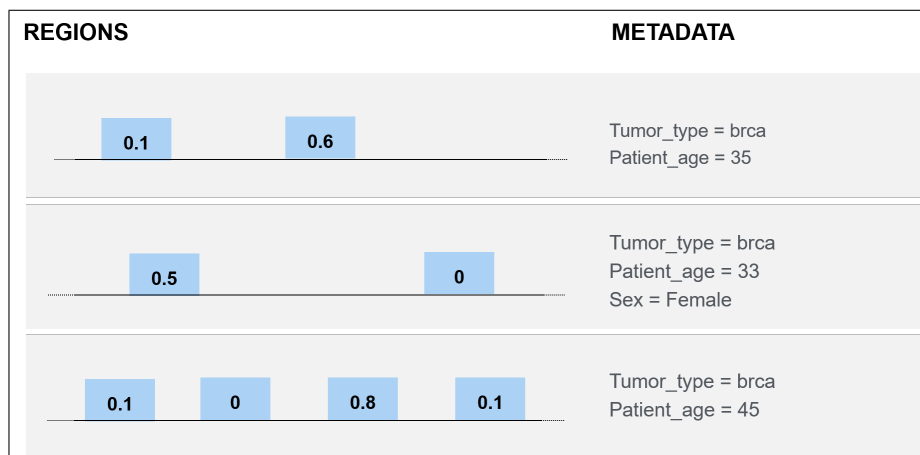 REGIONS METADATA
0.1 0.6
Tumor_type = brca
Patient_age = 35
0.5 0
Tumor_type = brca
Patient_age = 33
Sex = Female
0.1 0 0.8 0.1
Tumor_type = brca
Patient_age = 45